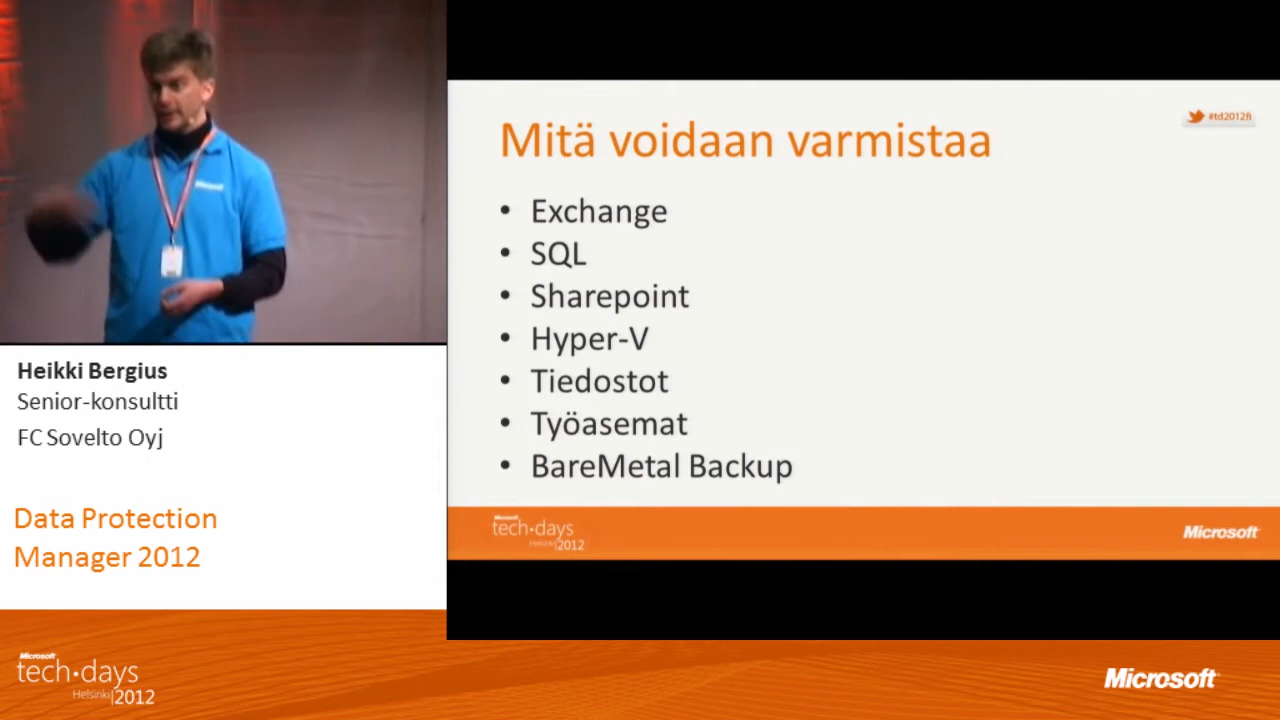 Microsoft
Heikki Bergius
Senior-konsultti
FC Sovelto Oyj
Data Protection
Manager 2012
Microsoft
tech·days
Helsinki|2012
Mitä voidaan varmistaa
#td2012fi
• Exchange
• SQL
• Sharepoint
• Hyper-V
• Tiedostot
• Työasemat
• BareMetal Backup
Microsoft
tech·days
Helsinki|2012
Microsoft
Microsoft